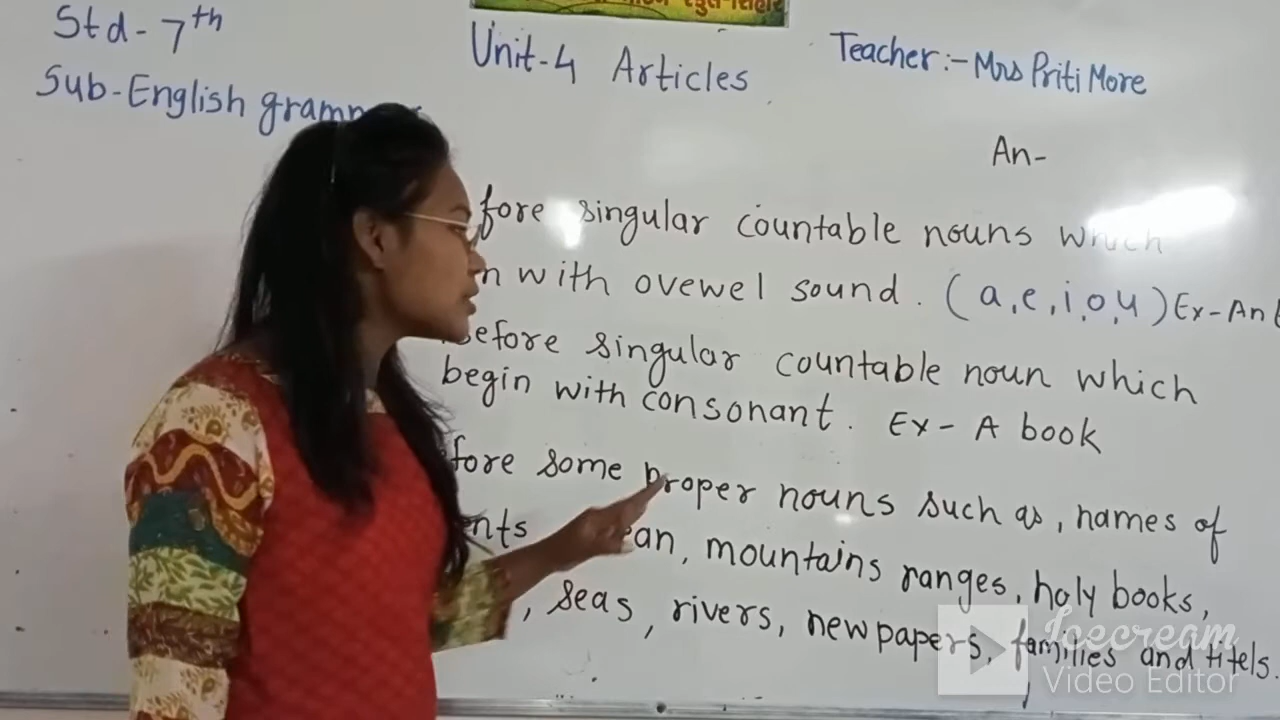 Std- 7th
Sub-English gramm
Unit-4 Articles
Teacher:- Mrs Priti More
An-
fore singular countable nouns which
n with ovewel sound. (a,e,i,o,u) Ex- An
Before singular countable noun which
begin with consonant. Ex- A book
fore some proper nouns such as, names of
nts ean, mountains ranges, holy books,
, seas, rivers, newpapers, families and titels.
Icecream
Video Editor